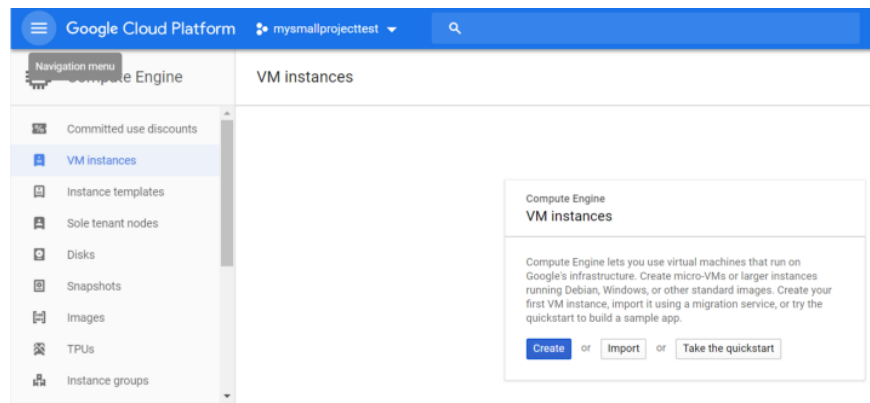 Google Cloud Platform
mysmallprojecttest
Navigation menu
Engine
VM instances
Committed use discounts
VM instances
Instance templates
Sole tenant nodes
Disks
Snapshots
Images
TPUs
Instance groups
Compute Engine
VM instances
Compute Engine lets you use virtual machines that run on
Google's infrastructure. Create micro-VMs or larger instances
running Debian, Windows, or other standard images. Create your
first VM instance, import it using a migration service, or try the
quickstart to build a sample app.
Create or Import or Take the quickstart